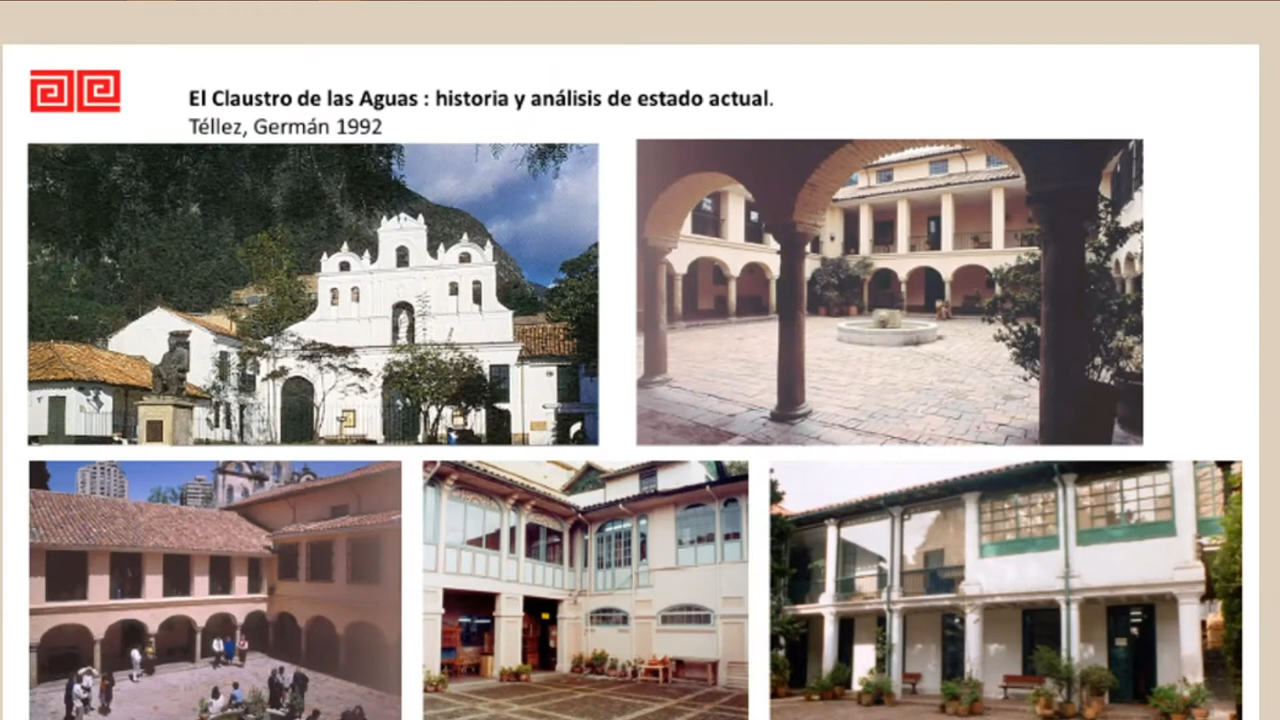 El Claustro de las Aguas : historia y análisis de estado actual.
Téllez, Germán 1992